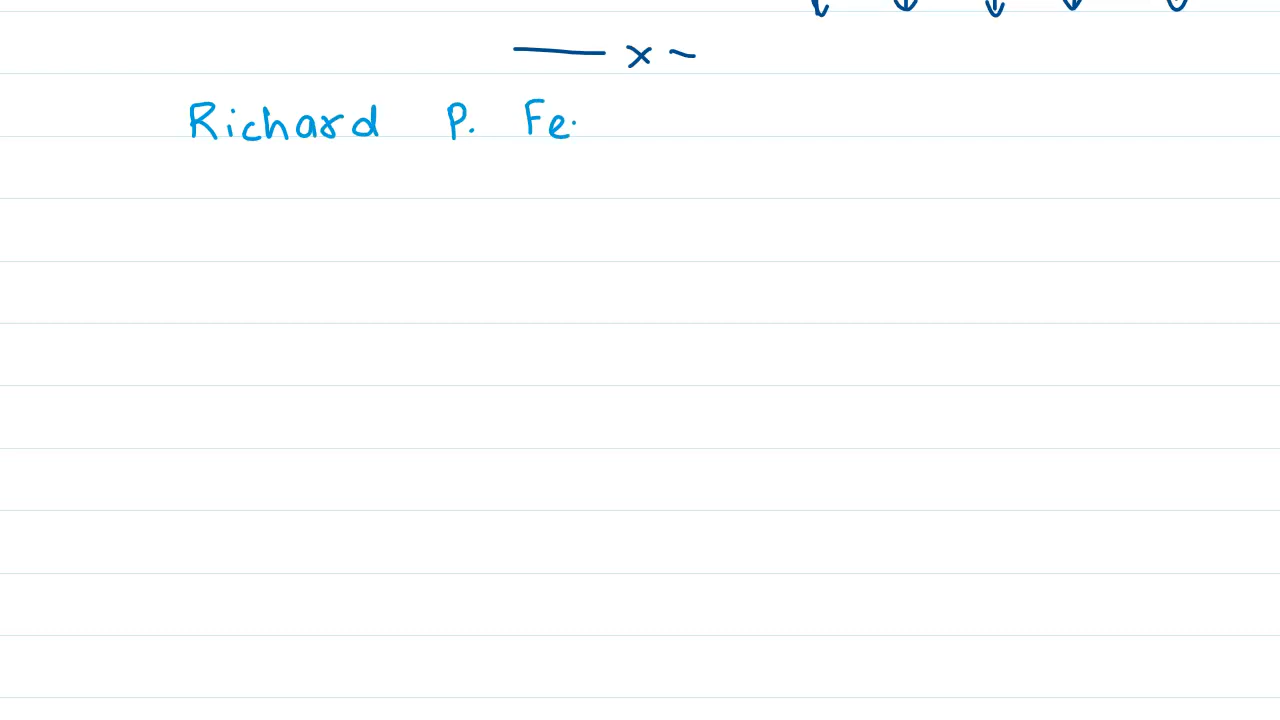 — x ~
Richard P. Fe